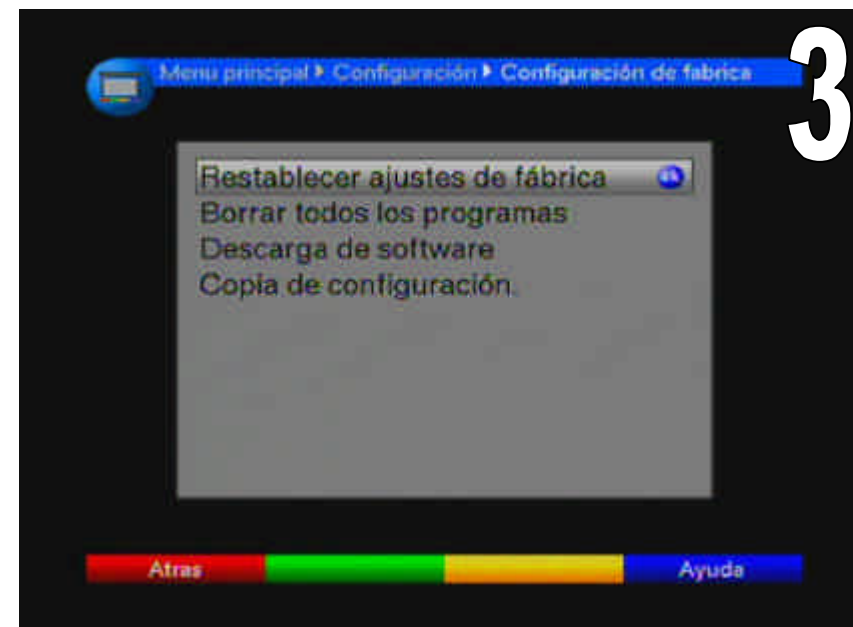 Menu principal Configuración Configuración de fabrica
3
Restablecer ajustes de fábrica
Borrar todos los programas
Descarga de software
Copia de configuración.
Atras Ayuda